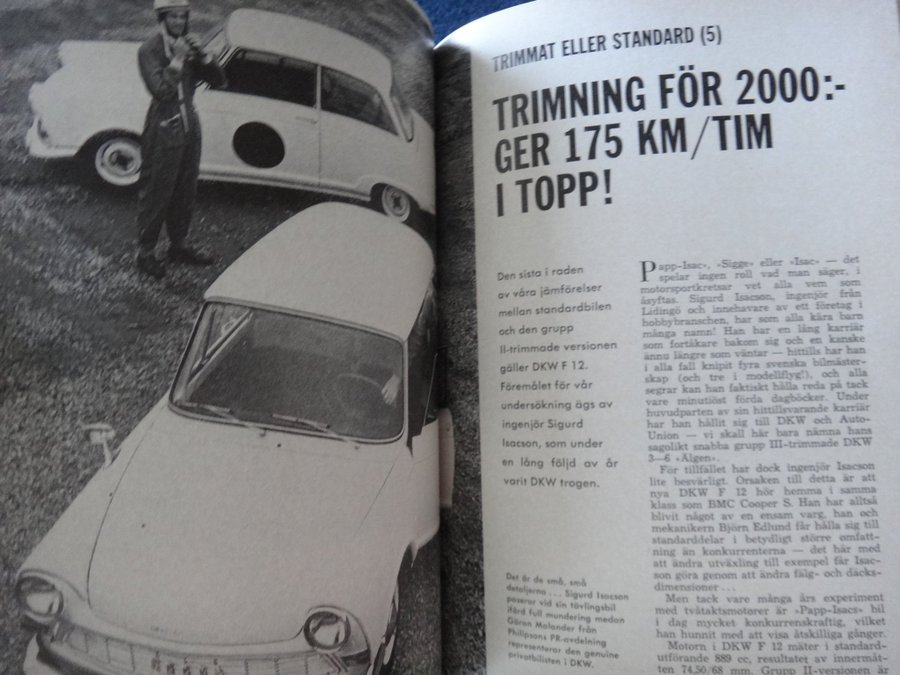 TRIMMAT ELLER STANDARD (5)
TRIMNING FÖR 2000:-
GER 175 KM/TIM
I TOPP!
Den sista i raden
av våra jämförelser
mellan standardbilen
och den grupp
II-trimmade versionen
gäller DKW F 12.
Föremålet för vår
undersökning ägs av
ingenjör Sigurd
Isacson, som under
en lång följd av år
varit DKW trogen.
Det är de små, små
detaljerna . . . Sigurd Isacson
poserar vid sin tävlingsbil
iförd full mundering medan
Göran Malander från
Philipsons PR-avdelning
representerar den genuine
privatbilisten i DKW.
Papp-Isac», »Sigge» eller »Isac» — det
spelar ingen roll vad man säger, i
motorsportkretsar vet alla vem som
åsyftas. Sigurd Isacson, ingenjör från
Lidingö och innehavare av ett företag i
hobbybranschen, har som alla kära barn
många namn! Han har en lång karriär
som fortåkare bakom sig och en kanske
ännu längre som väntar — hittills har han
i alla fall knipit fyra svenska bilmäster-
skap (och tre i modellflyg!), och alla
segrar kan han faktiskt hålla reda på tack
vare minutiöst förda dagböcker. Under
huvudparten av sin hittillsvarande karriär
har han hållit sig till DKW och Auto-
Union — vi skall här bara nämna hans
sagolikt snabba grupp III-trimmade DKW
3—6 »Älgen».
För tillfället har dock ingenjör Isacson
lite besvärligt. Orsaken till detta är att
nya DKW F 12 hör hemma i samma
klass som BMC Cooper S. Han har alltså
blivit något av en ensam varg, han och
mekanikern Björn Edlund får hålla sig till
standarddelar i betydligt större omfatt-
ning än konkurrenterna — det här med
att ändra utväxling till exempel får Isac-
son göra genom att ändra fälg- och däcks-
dimensioner . . .
Men tack vare många års experiment
med tvåtaktsmotorer är »Papp-Isacs» bil
i dag mycket konkurrenskraftig, vilket
han hunnit med att visa åtskilliga gånger.
Motorn i DKW F 12 mäter i standard-
utförande 889 cc, resultatet av innermåt-
ten 74,50/68 mm. Grupp II-versionen är